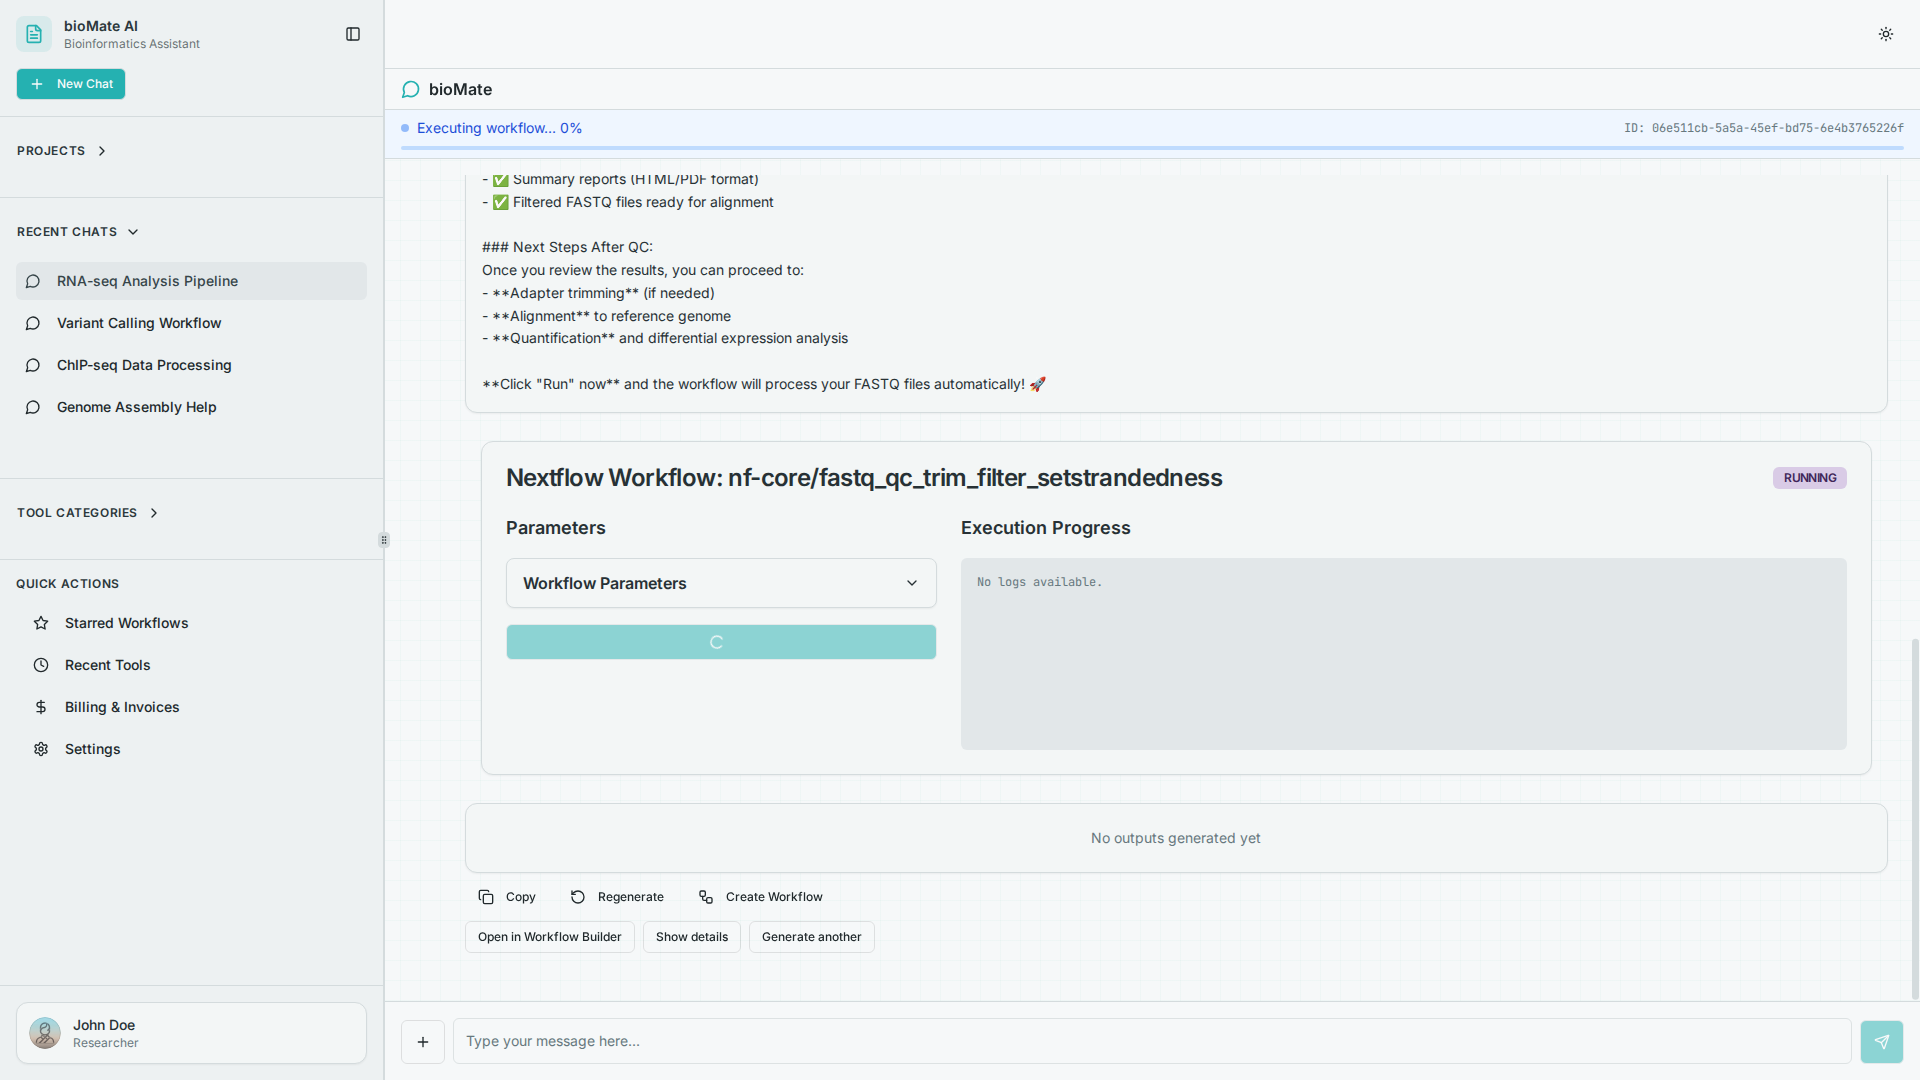 bioMate AI
Bioinformatics Assistant
New Chat
PROJECTS
RECENT CHATS
RNA-seq Analysis Pipeline
Variant Calling Workflow
ChIP-seq Data Processing
Genome Assembly Help
TOOL CATEGORIES
QUICK ACTIONS
Starred Workflows
Recent Tools
Billing & Invoices
Settings
John Doe
Researcher
bioMate
Executing workflow... 0%
ID: 06e511cb-5a5a-45ef-bd75-6e4b3765226f
- ✅ Summary reports (HTML/PDF format)
- ✅ Filtered FASTQ files ready for alignment
### Next Steps After QC:
Once you review the results, you can proceed to:
- **Adapter trimming** (if needed)
- **Alignment** to reference genome
- **Quantification** and differential expression analysis
**Click "Run" now** and the workflow will process your FASTQ files automatically! 🚀
Nextflow Workflow: nf-core/fastq_qc_trim_filter_setstrandedness
RUNNING
Parameters
Workflow Parameters
Execution Progress
No logs available.
No outputs generated yet
Copy
Regenerate
Create Workflow
Open in Workflow Builder
Show details
Generate another
Type your message here...